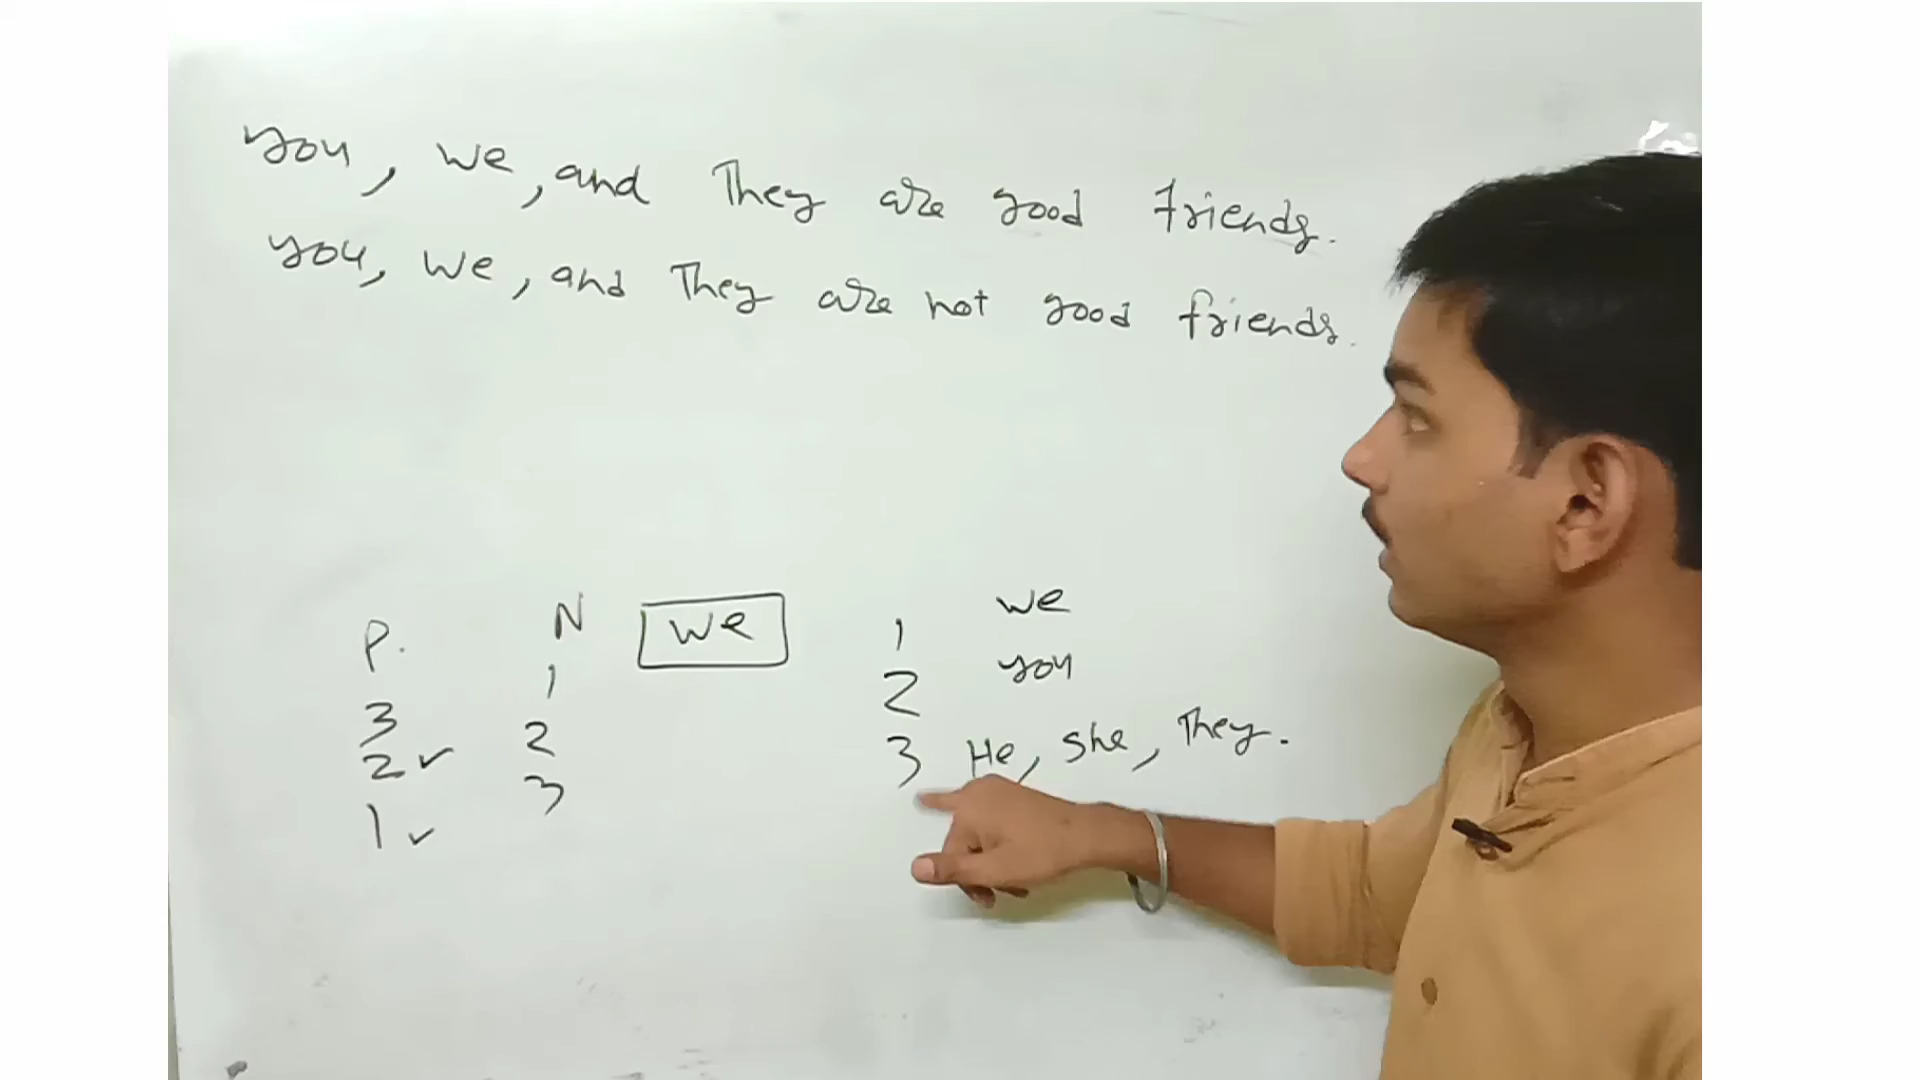 you, we, and They are good friends.
you, we, and They are not good friends.
P. N we 1 we
3 1 2 you
2 ✓ 2 3 He, she, They.
1 ✓ 3